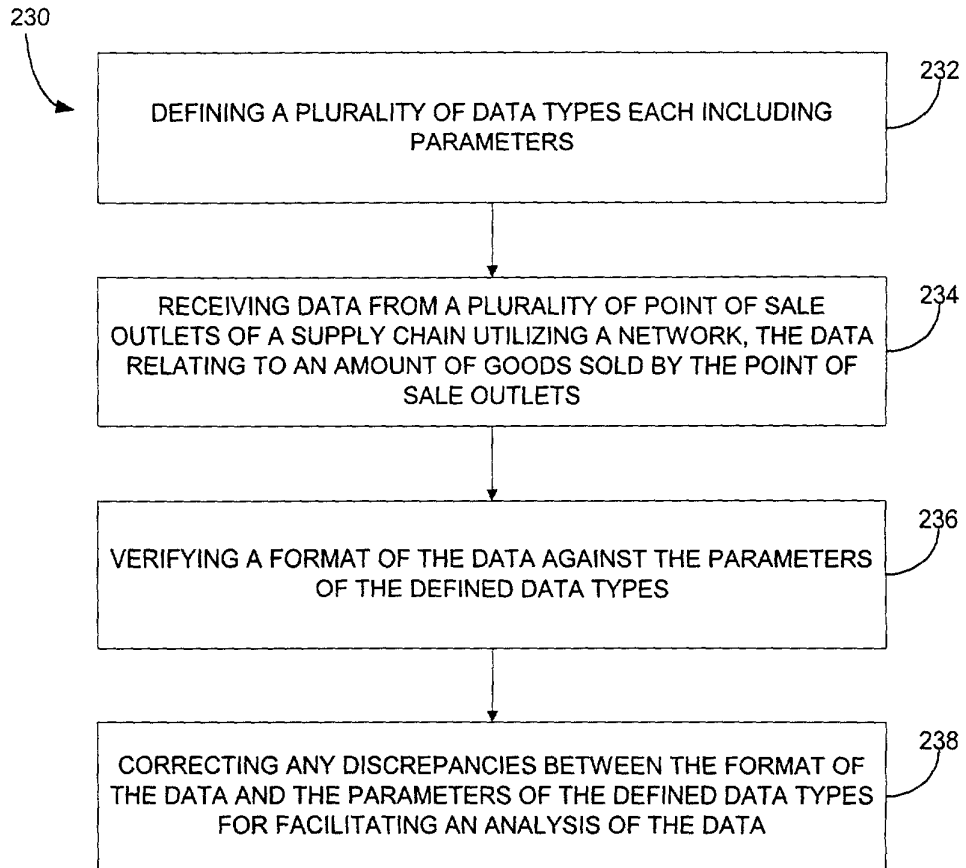 230
232
DEFINING A PLURALITY OF DATA TYPES EACH INCLUDING
PARAMETERS
234
RECEIVING DATA FROM A PLURALITY OF POINT OF SALE
OUTLETS OF A SUPPLY CHAIN UTILIZING A NETWORK, THE DATA
RELATING TO AN AMOUNT OF GOODS SOLD BY THE POINT OF
SALE OUTLETS
236
VERIFYING A FORMAT OF THE DATA AGAINST THE PARAMETERS
OF THE DEFINED DATA TYPES
238
CORRECTING ANY DISCREPANCIES BETWEEN THE FORMAT OF
THE DATA AND THE PARAMETERS OF THE DEFINED DATA TYPES
FOR FACILITATING AN ANALYSIS OF THE DATA